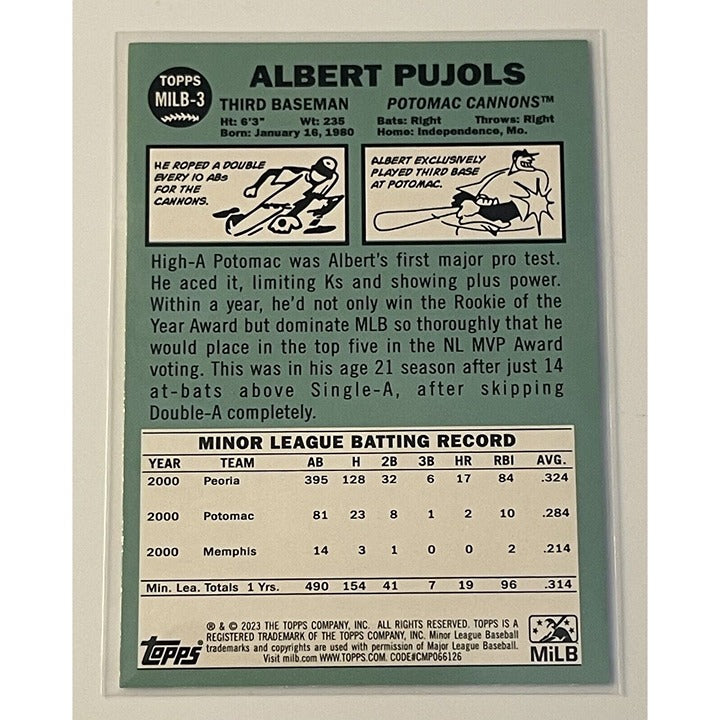 TOPPS
MILB-3
ALBERT PUJOLS
THIRD BASEMAN POTOMAC CANNONS™
Ht: 6'3" Wt: 235 Bats: Right Throws: Right
Born: January 16, 1980 Home: Independence, Mo.
HE ROPED A DOUBLE
EVERY 10 ABs
FOR THE
CANNONS.
ALBERT EXCLUSIVELY
PLAYED THIRD BASE
AT POTOMAC.
High-A Potomac was Albert's first major pro test.
He aced it, limiting Ks and showing plus power.
Within a year, he'd not only win the Rookie of the
Year Award but dominate MLB so thoroughly that he
would place in the top five in the NL MVP Award
voting. This was in his age 21 season after just 14
at-bats above Single-A, after skipping
Double-A completely.
MINOR LEAGUE BATTING RECORD
YEAR TEAM AB H 2B 3B HR RBI AVG.
2000 Peoria 395 128 32 6 17 84 .324
2000 Potomac 81 23 8 1 2 10 .284
2000 Memphis 14 3 1 0 0 2 .214
Min. Lea. Totals 1 Yrs. 490 154 41 7 19 96 .314
® & © 2023 THE TOPPS COMPANY, INC. ALL RIGHTS RESERVED. TOPPS IS A
REGISTERED TRADEMARK OF THE TOPPS COMPANY, INC. Minor League Baseball
trademarks and copyrights are used with permission of Major League Baseball.
Visit milb.com WWW.TOPPS.COM. CODE#CMP066126
topps
MiLB